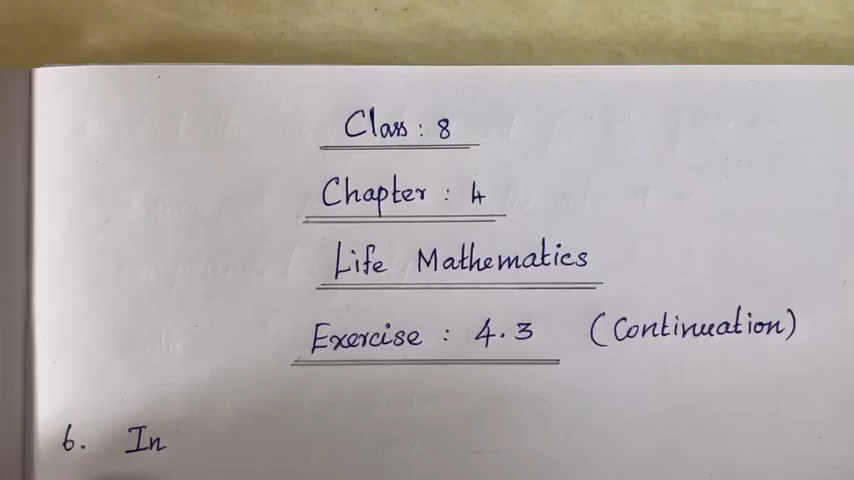 Class : 8
Chapter : 4
Life Mathematics
Exercise : 4.3 (Continuation)
6. In